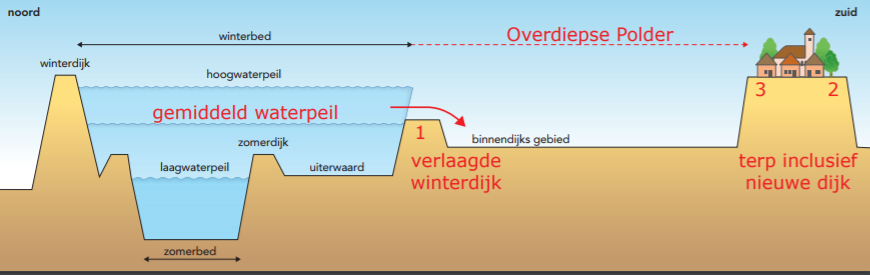 noord
zuid
winterbed
Overdiepse Polder
winterdijk
hoogwaterpeil
gemiddeld waterpeil
3
2
1
zomerdijk
binnendijks gebied
laagwaterpeil
uiterwaard
verlaagde
winterdijk
terp inclusief
nieuwe dijk
zomerbed